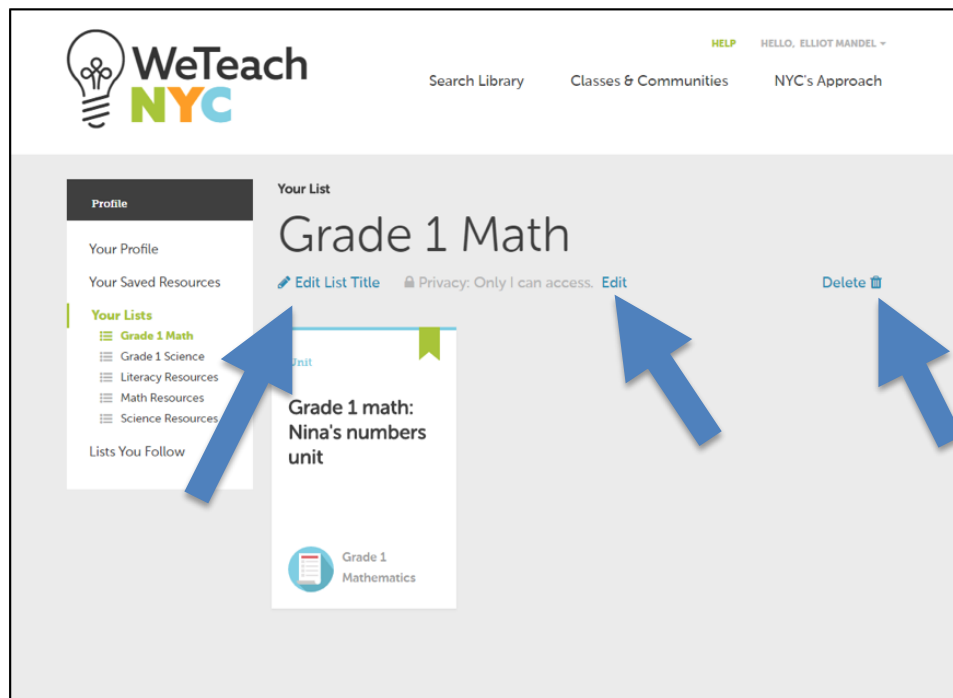 WeTeach
NYC
HELP HELLO, ELLIOT MANDEL
Search Library Classes & Communities NYC's Approach
Profile
Your Profile
Your Saved Resources
Your Lists
Grade 1 Math
Grade 1 Science
Literacy Resources
Math Resources
Science Resources
Lists You Follow
Your List
Grade 1 Math
Edit List Title Privacy: Only I can access. Edit Delete
Unit
Grade 1 math:
Nina's numbers
unit
Grade 1
Mathematics